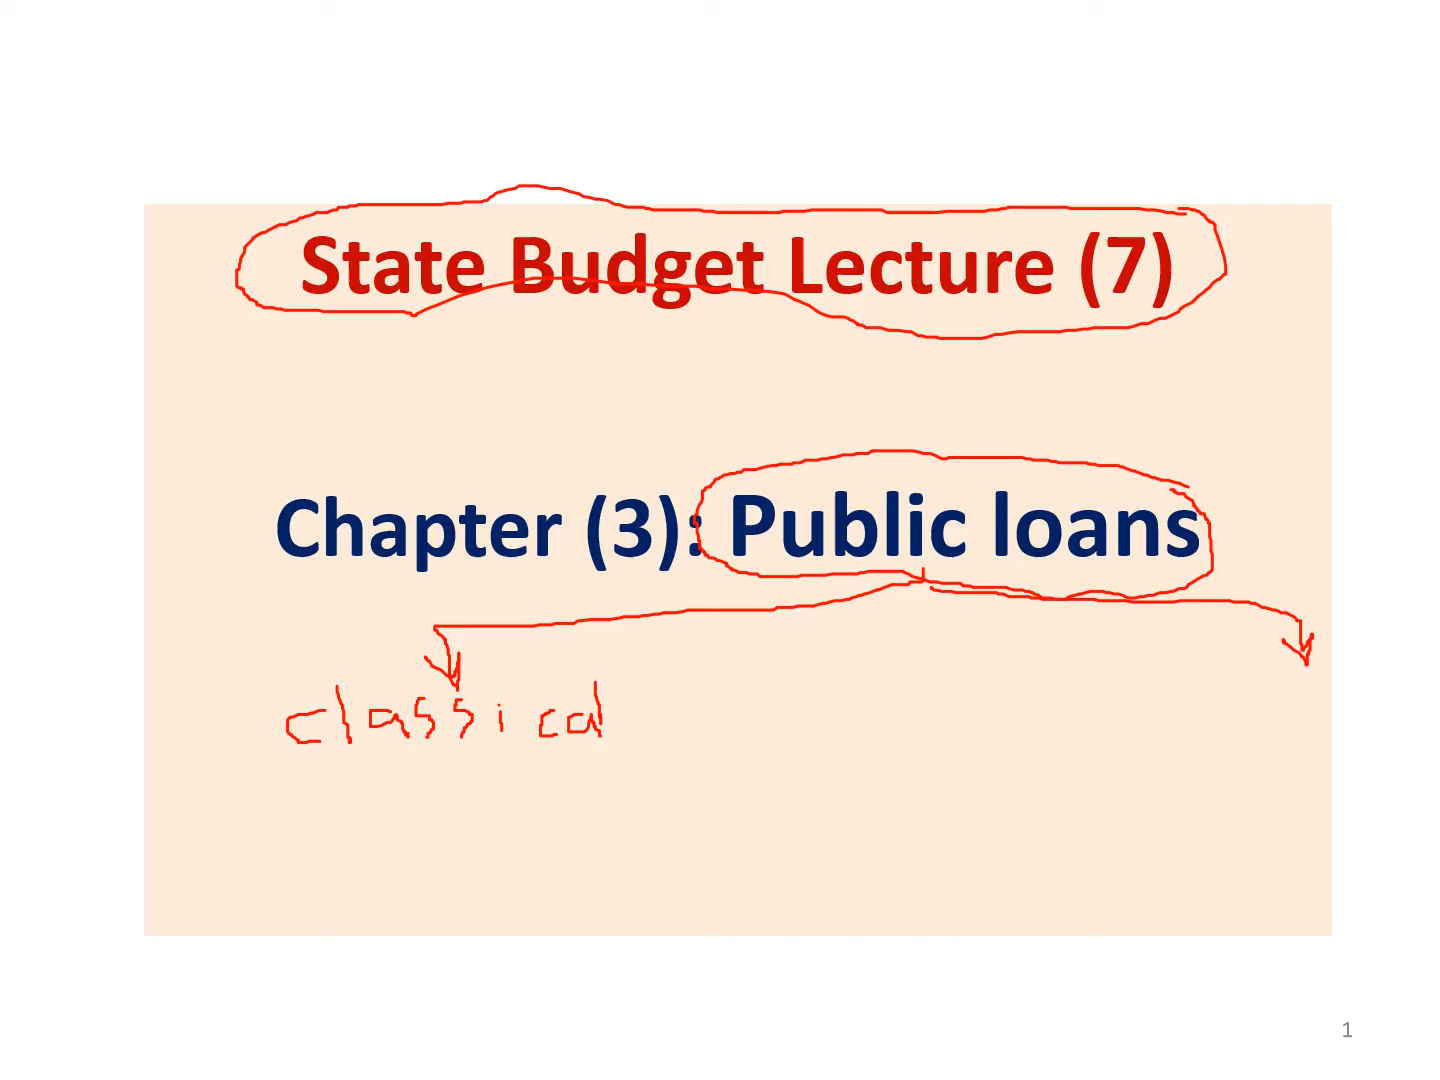 State Budget Lecture (7)
Chapter (3): Public loans
classical
1